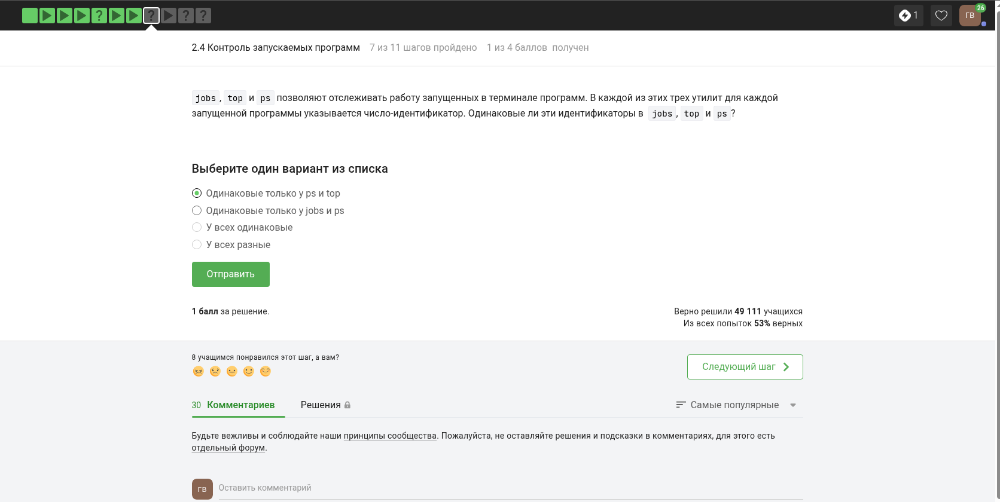 1
ГВ
26
2.4 Контроль запускаемых программ 7 из 11 шагов пройдено 1 из 4 баллов получен
jobs, top и ps позволяют отслеживать работу запущенных в терминале программ. В каждой из этих трех утилит для каждой
запущенной программы указывается число-идентификатор. Одинаковые ли эти идентификаторы в jobs, top и ps?
Выберите один вариант из списка
Одинаковые только у ps и top
Одинаковые только у jobs и ps
У всех одинаковые
У всех разные
Отправить
1 балл за решение.
Верно решили 49 111 учащихся
Из всех попыток 53% верных
8 учащимся понравился этот шаг, а вам?
Следующий шаг
30 Комментариев Решения Самые популярные
Будьте вежливы и соблюдайте наши принципы сообщества. Пожалуйста, не оставляйте решения и подсказки в комментариях, для этого есть
отдельный форум.
ГВ Оставить комментарий